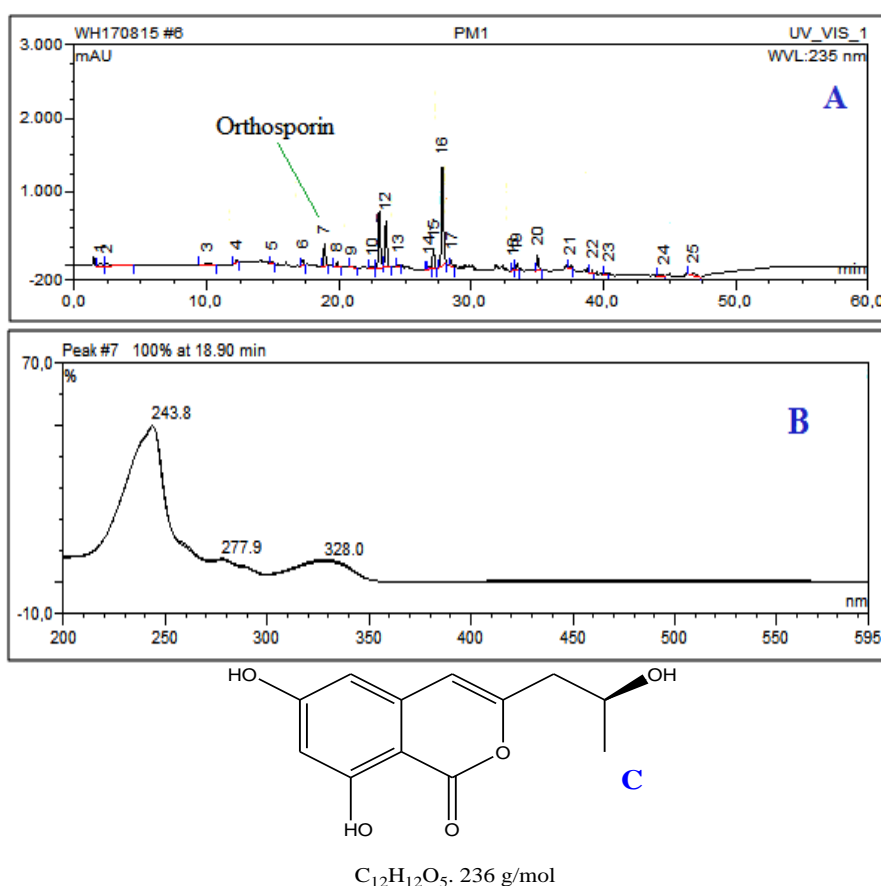 WH170815 #6 PM1 UV_VIS_1
3.000 mAU WVL:235 nm
A
2.000
Orthosporin
1.000
1 2 3 4 5 6 7 8 9 10 12 13 14 15 16 17 19 20 21 22 23 24 25
-200 min
0,0 10,0 20,0 30,0 40,0 50,0 60,0
Peak #7 100% at 18.90 min
70,0 %
B
243.8
277.9 328.0
-10,0 nm
200 250 300 350 400 450 500 550 595
HO OH
O
C
HO O
C12H12O5. 236 g/mol